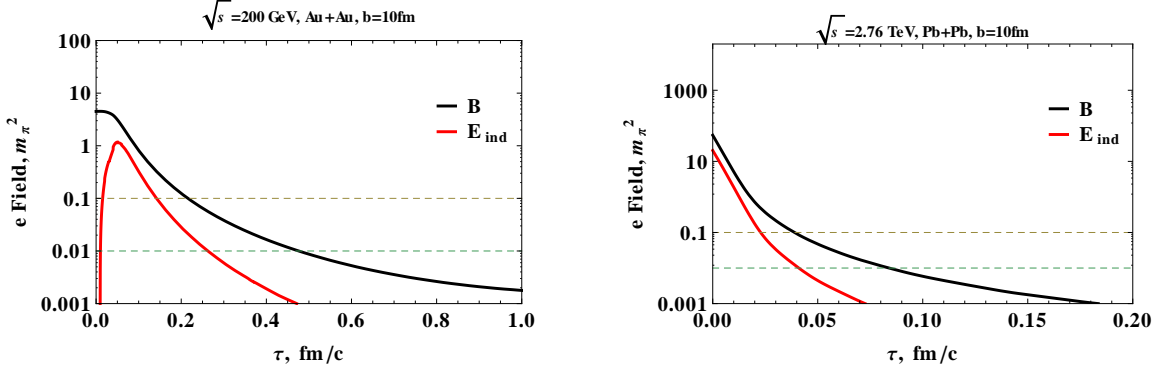 √s =200 GeV, Au+Au, b=10fm
100
10
1
0.1
0.01
0.001
e Field, mπ²
B
E ind
0.0 0.2 0.4 0.6 0.8 1.0
τ, fm/c
√s =2.76 TeV, Pb+Pb, b=10fm
1000
10
0.1
0.001
e Field, mπ²
B
E ind
0.00 0.05 0.10 0.15 0.20
τ, fm/c